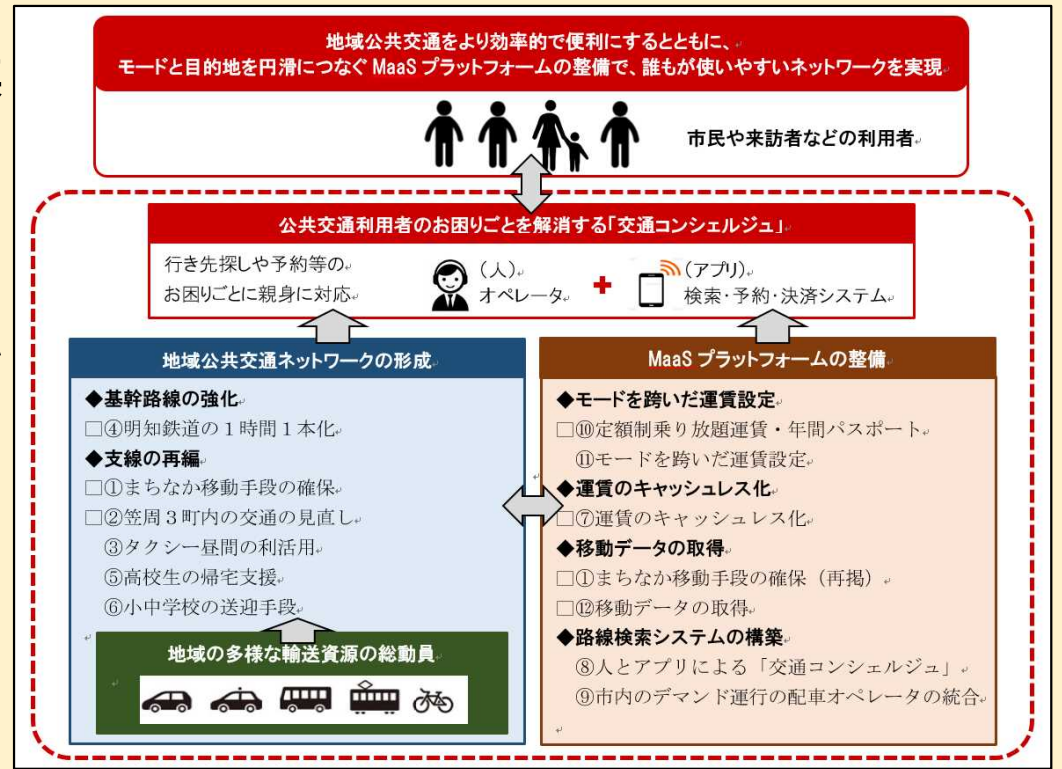 地域公共交通をより効率的で便利にするとともに、
モードと目的地を円滑につなぐ MaaS プラットフォームの整備で、誰もが使いやすいネットワークを実現
市民や来訪者などの利用者
公共交通利用者のお困りごとを解消する「交通コンシェルジュ」
行き先探しや予約等の
お困りごとに親身に対応
（人）
オペレータ
+
（アプリ）
検索・予約・決済システム
地域公共交通ネットワークの形成
◆基幹路線の強化
□④明知鉄道の１時間１本化
◆支線の再編
□①まちなか移動手段の確保
□②笠周３町内の交通の見直し
③タクシー昼間の利活用
⑤高校生の帰宅支援
⑥小中学校の送迎手段
地域の多様な輸送資源の総動員
MaaS プラットフォームの整備
◆モードを跨いだ運賃設定
□⑩定額制乗り放題運賃・年間パスポート
⑪モードを跨いだ運賃設定
◆運賃のキャッシュレス化
□⑦運賃のキャッシュレス化
◆移動データの取得
□①まちなか移動手段の確保（再掲）
□⑫移動データの取得
◆路線検索システムの構築
⑧人とアプリによる「交通コンシェルジュ」
⑨市内のデマンド運行の配車オペレータの統合